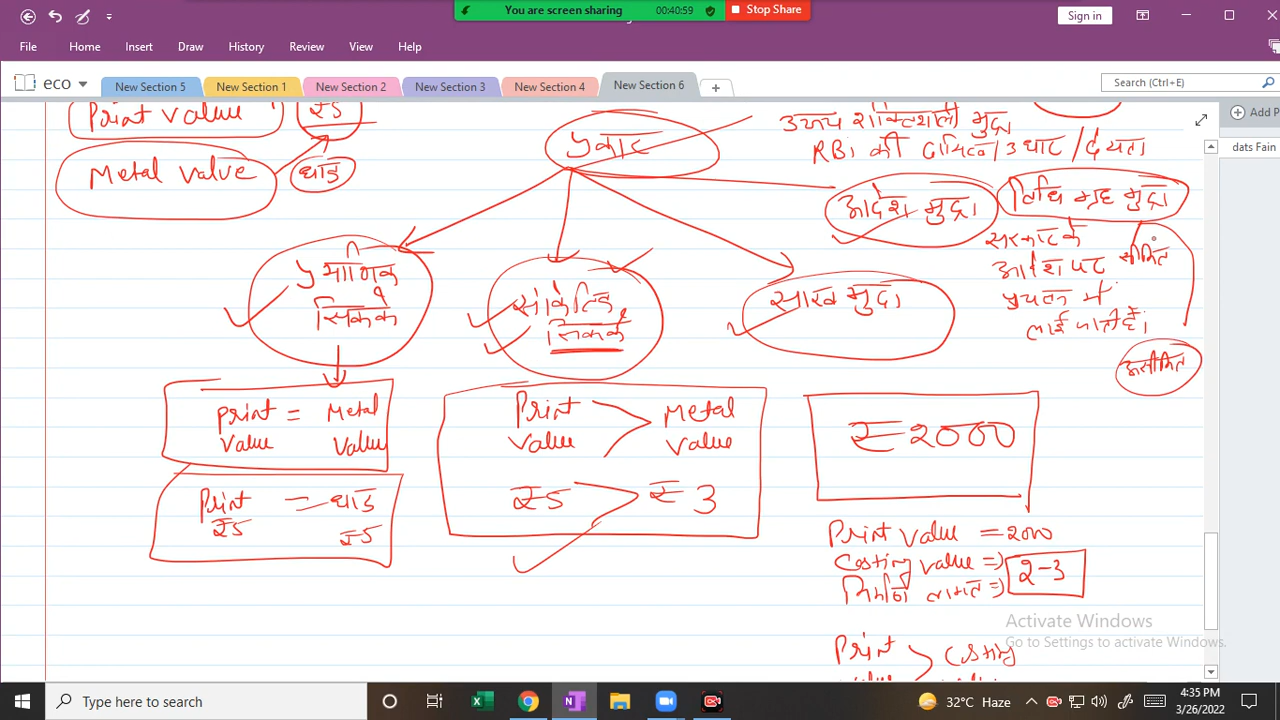 You are screen sharing 00:40:59 Stop Share
Sign in
File Home Insert Draw History Review View Help
eco New Section 5 New Section 1 New Section 2 New Section 3 New Section 4 New Section 6 Search (Ctrl+E)
Add P
dats Fain
Print value ₹5
Metal value धातु
प्रकार
मुद्रा
RBI की
आदेश मुद्रा
विधि ग्राह्य मुद्रा
सरकार के
आदेश पर
प्रचलन में
लाई जाती है।
सीमित
असीमित
प्रामाणिक
सिक्के
सांकेतिक
सिक्के
साख मुद्रा
Print = Metal
value value
Print = धातु
₹5 ₹5
Print > Metal
value value
₹5 > ₹ 3
₹2000
Print value = 2000
Costing value ⇒ 2-3
निर्माण लागत ⇒
Print > Costing
Activate Windows
Go to Settings to activate Windows.
Type here to search
32°C Haze
4:35 PM
3/26/2022